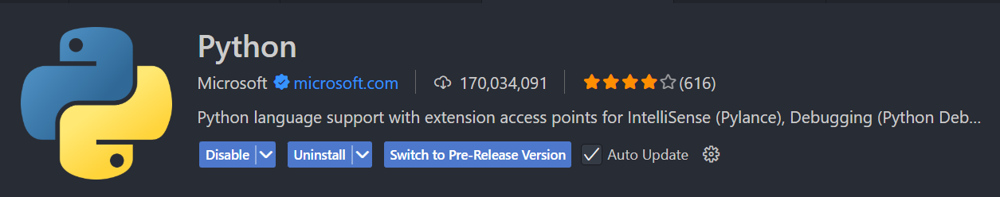 Python
Microsoft microsoft.com 170,034,091 (616)
Python language support with extension access points for IntelliSense (Pylance), Debugging (Python Deb...
Disable Uninstall Switch to Pre-Release Version Auto Update